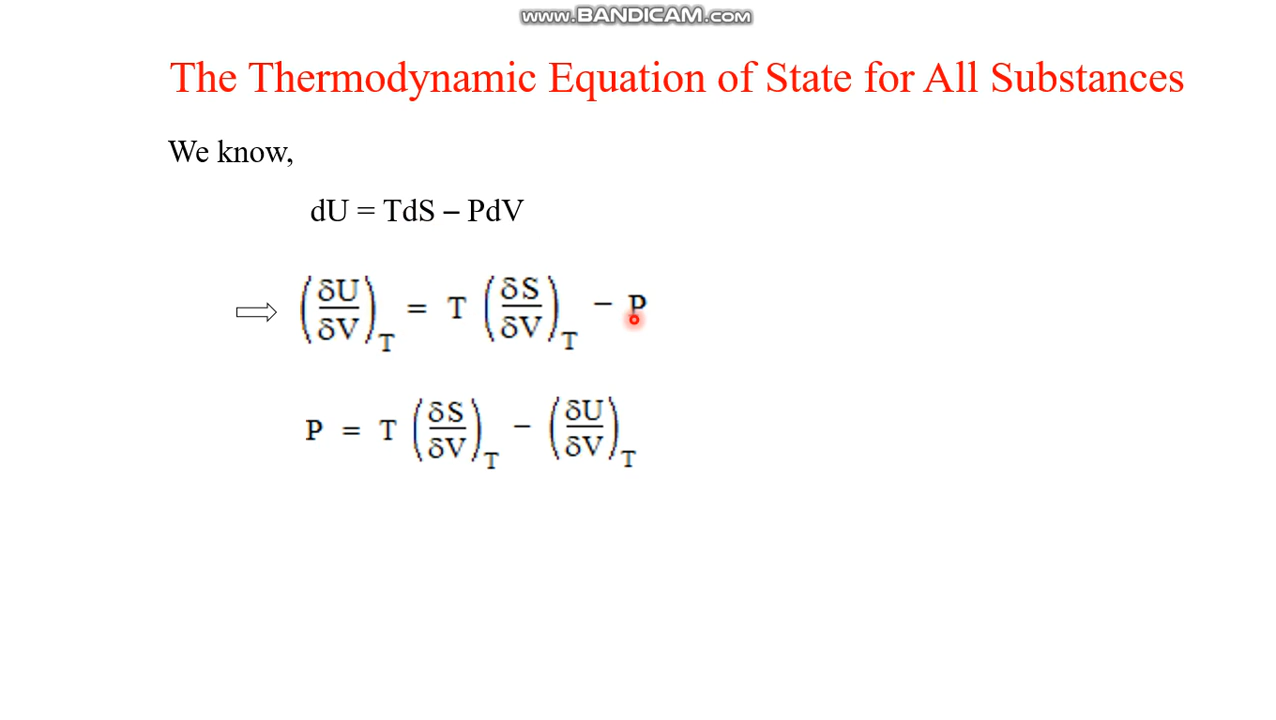 www.BANDICAM.com
The Thermodynamic Equation of State for All Substances
We know,
dU = TdS – PdV
⇨ (δU/δV)_T = T (δS/δV)_T − P
P = T (δS/δV)_T − (δU/δV)_T